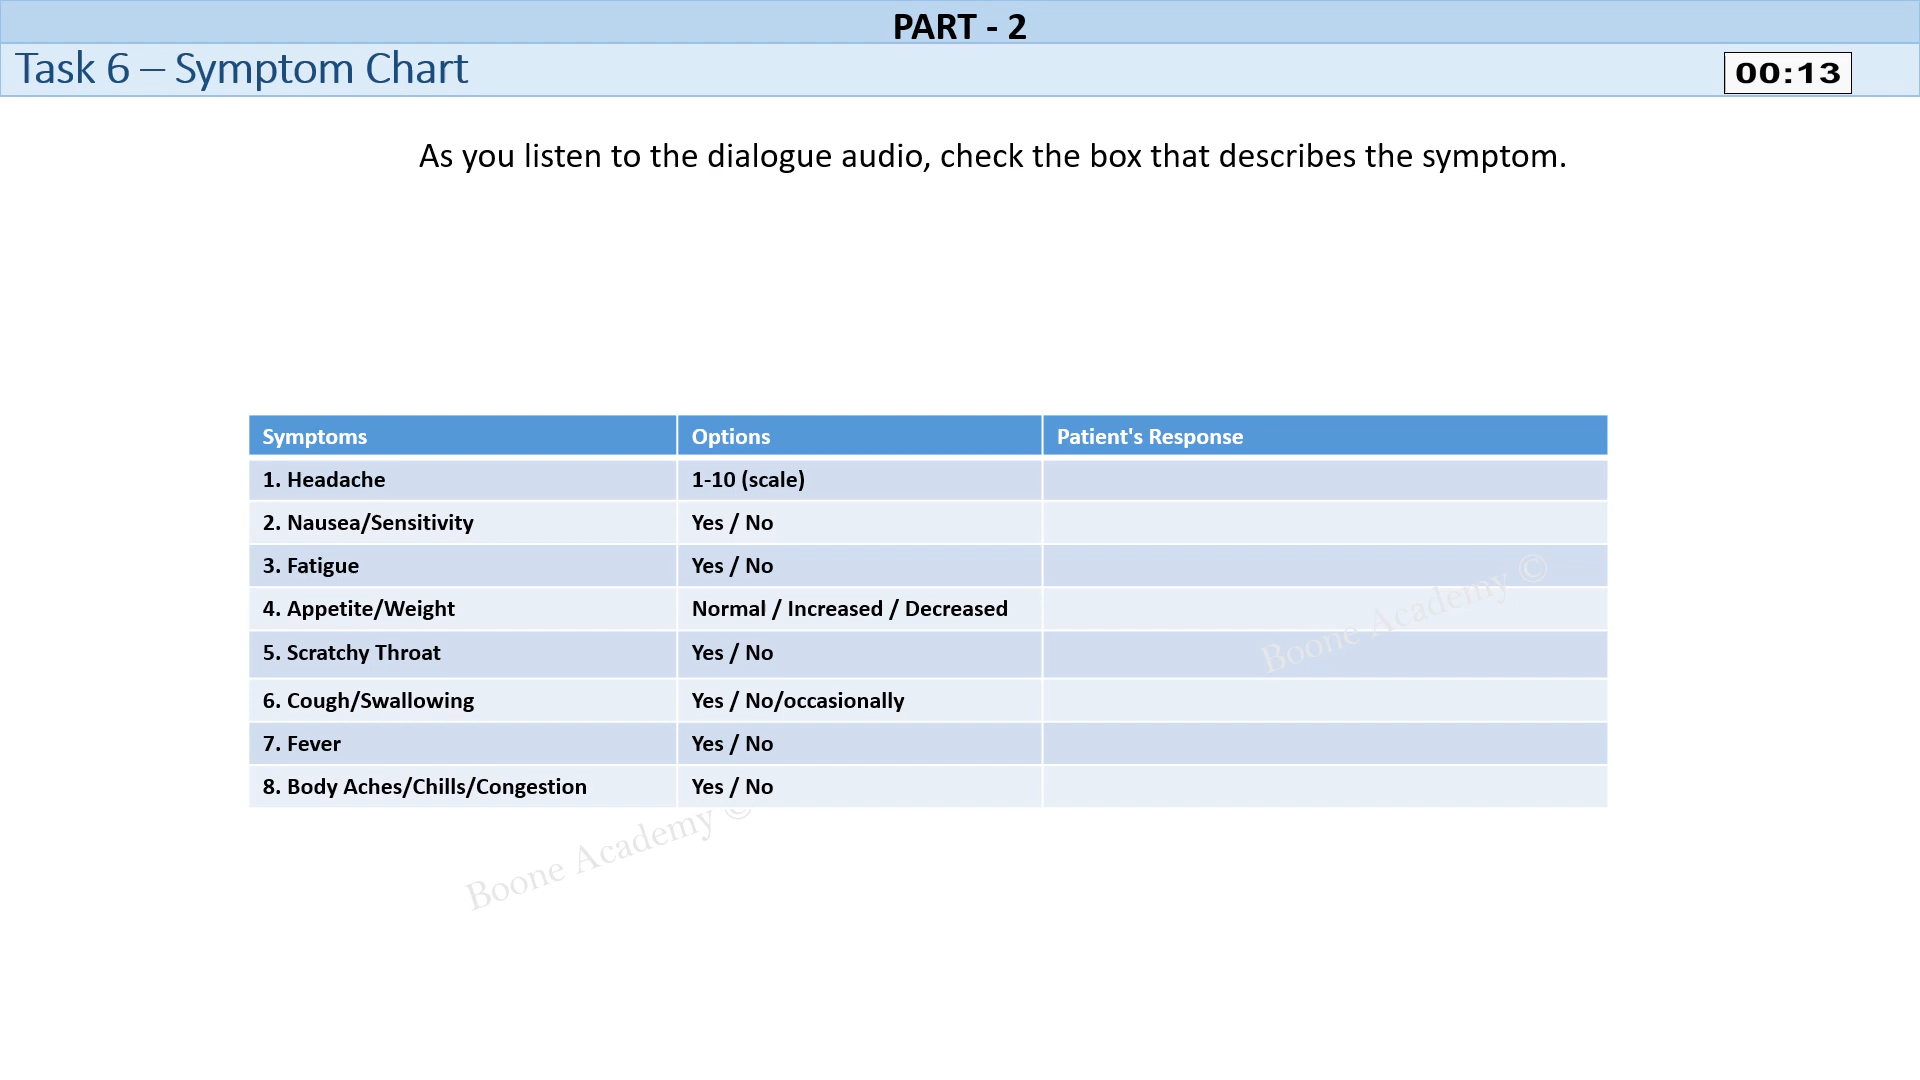 PART - 2
Task 6 – Symptom Chart
00:13
As you listen to the dialogue audio, check the box that describes the symptom.
Symptoms Options Patient's Response
1. Headache 1-10 (scale)
2. Nausea/Sensitivity Yes / No
3. Fatigue Yes / No
4. Appetite/Weight Normal / Increased / Decreased
5. Scratchy Throat Yes / No
6. Cough/Swallowing Yes / No/occasionally
7. Fever Yes / No
8. Body Aches/Chills/Congestion Yes / No
Boone Academy ©
Boone Academy ©